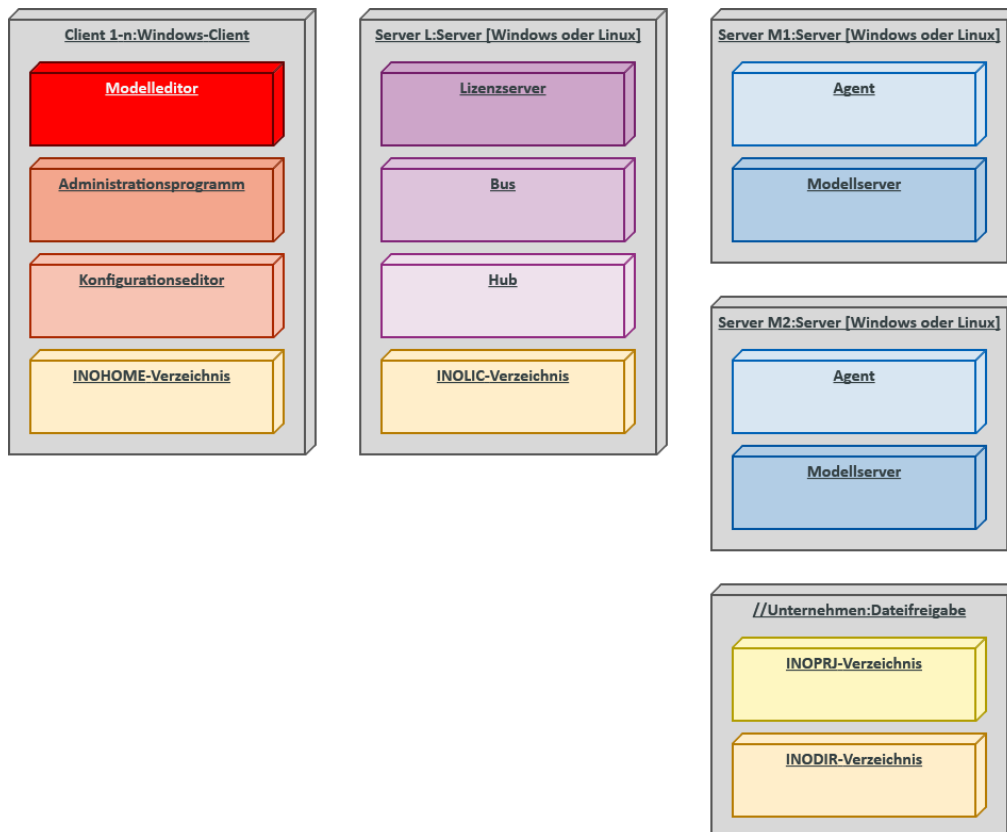 Client 1-n:Windows-Client
Modelleditor
Administrationsprogramm
Konfigurationseditor
INOHOME-Verzeichnis
Server L:Server [Windows oder Linux]
Lizenzserver
Bus
Hub
INOLIC-Verzeichnis
Server M1:Server [Windows oder Linux]
Agent
Modellserver
Server M2:Server [Windows oder Linux]
Agent
Modellserver
//Unternehmen:Dateifreigabe
INOPRJ-Verzeichnis
INODIR-Verzeichnis